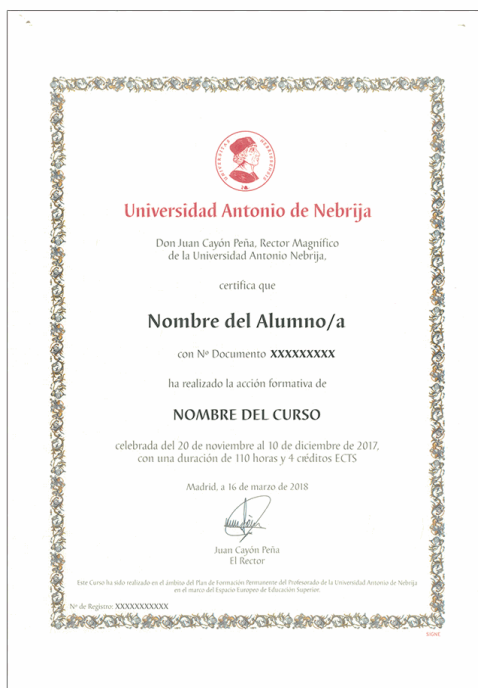 UNIVERSITAS NEBRISSENSIS
Universidad Antonio de Nebrija
Don Juan Cayón Peña, Rector Magnífico
de la Universidad Antonio Nebrija,
certifica que
Nombre del Alumno/a
con Nº Documento XXXXXXXXX
ha realizado la acción formativa de
NOMBRE DEL CURSO
celebrada del 20 de noviembre al 10 de diciembre de 2017,
con una duración de 110 horas y 4 créditos ECTS
Madrid, a 16 de marzo de 2018
Juan Cayón Peña
El Rector
Este Curso ha sido realizado en el ámbito del Plan de Formación Permanente del Profesorado de la Universidad Antonio de Nebrija
en el marco del Espacio Europeo de Educación Superior.
Nº de Registro: XXXXXXXXXXX
SIGNE